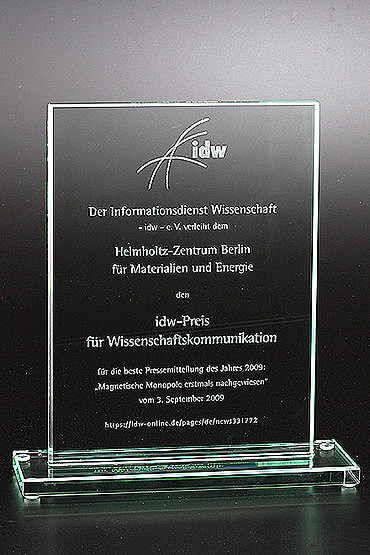 idw
Der Informationsdienst Wissenschaft
- idw - e. V. verleiht dem
Helmholtz-Zentrum Berlin
für Materialien und Energie
den
idw-Preis
für Wissenschaftskommunikation
für die beste Pressemitteilung des Jahres 2009:
„Magnetische Monopole erstmals nachgewiesen"
vom 3. September 2009
https://idw-online.de/pages/de/news331772